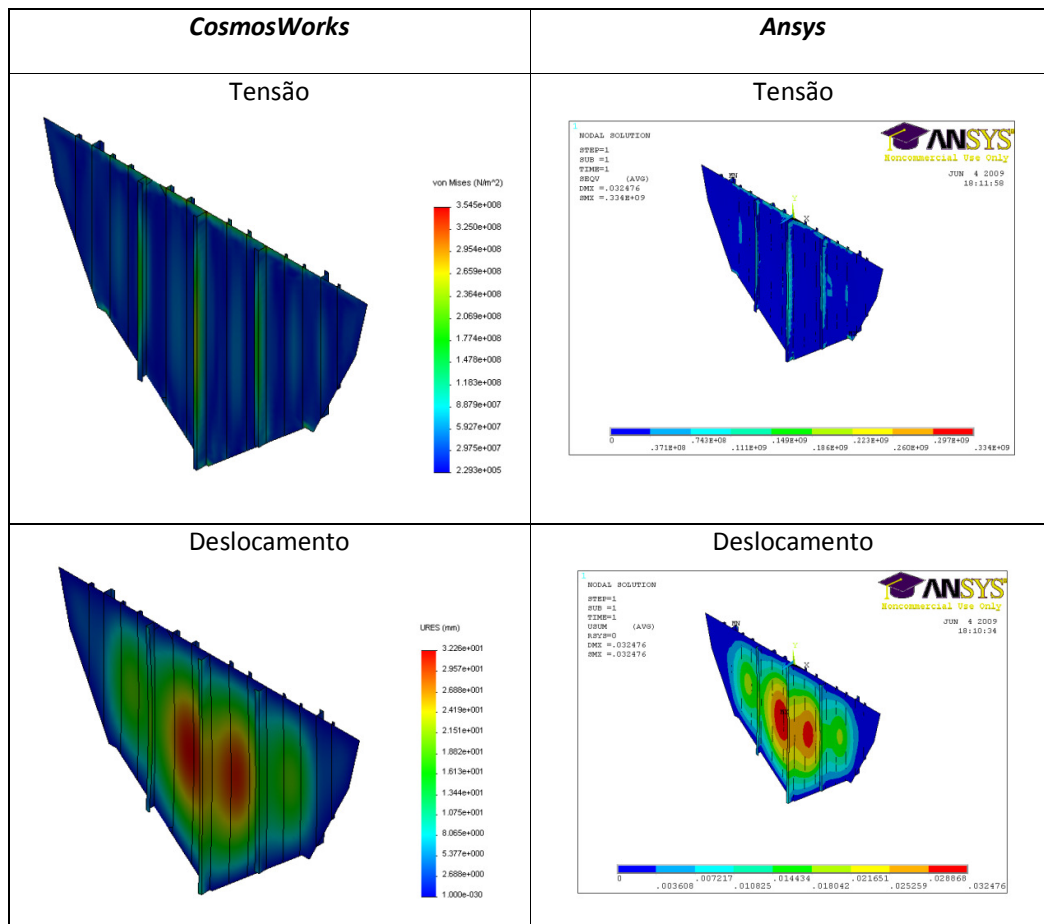 CosmosWorks
Ansys
Tensão
von Mises (N/m^2)
3.545e+008
3.250e+008
2.954e+008
2.659e+008
2.364e+008
2.069e+008
1.774e+008
1.478e+008
1.183e+008
8.879e+007
5.927e+007
2.975e+007
2.293e+005
Tensão
1
NODAL SOLUTION
STEP=1
SUB =1
TIME=1
SEQV (AVG)
DMX =.032476
SMX =.334E+09
ANSYS
Noncommercial Use Only
JUN 4 2009
18:11:58
MN
Y
X
0 .743E+08 .149E+09 .223E+09 .297E+09
.371E+08 .111E+09 .186E+09 .260E+09 .334E+09
Deslocamento
URES (mm)
3.226e+001
2.957e+001
2.688e+001
2.419e+001
2.151e+001
1.882e+001
1.613e+001
1.344e+001
1.075e+001
8.065e+000
5.377e+000
2.688e+000
1.000e-030
Deslocamento
1
NODAL SOLUTION
STEP=1
SUB =1
TIME=1
USUM (AVG)
RSYS=0
DMX =.032476
SMX =.032476
ANSYS
Noncommercial Use Only
JUN 4 2009
18:10:34
MN
Y
X
MX
0 .007217 .014434 .021651 .028868
.003608 .010825 .018042 .025259 .032476